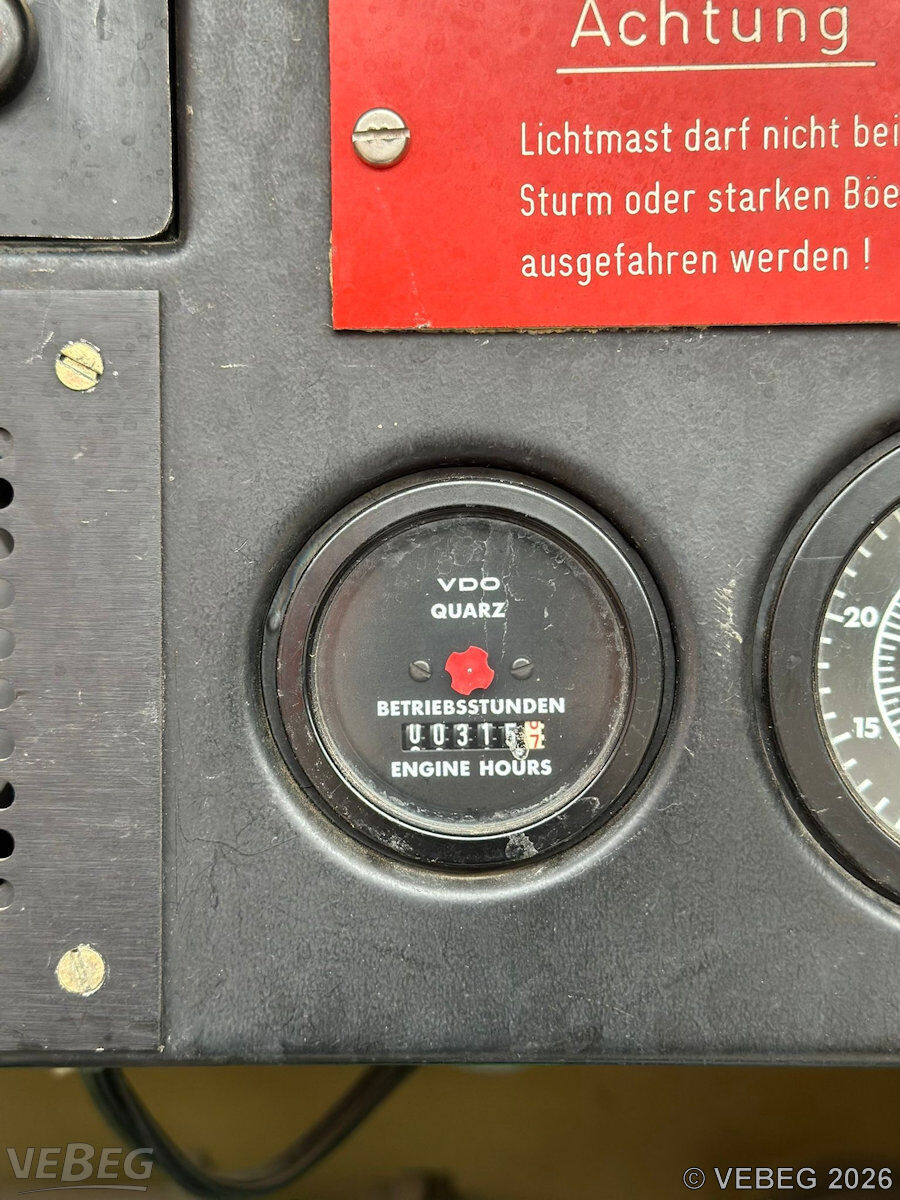 Achtung
Lichtmast darf nicht bei
Sturm oder starken Böe
ausgefahren werden !
VDO
QUARZ
BETRIEBSSTUNDEN
ENGINE HOURS
20
15
VEBEG
© VEBEG 2026